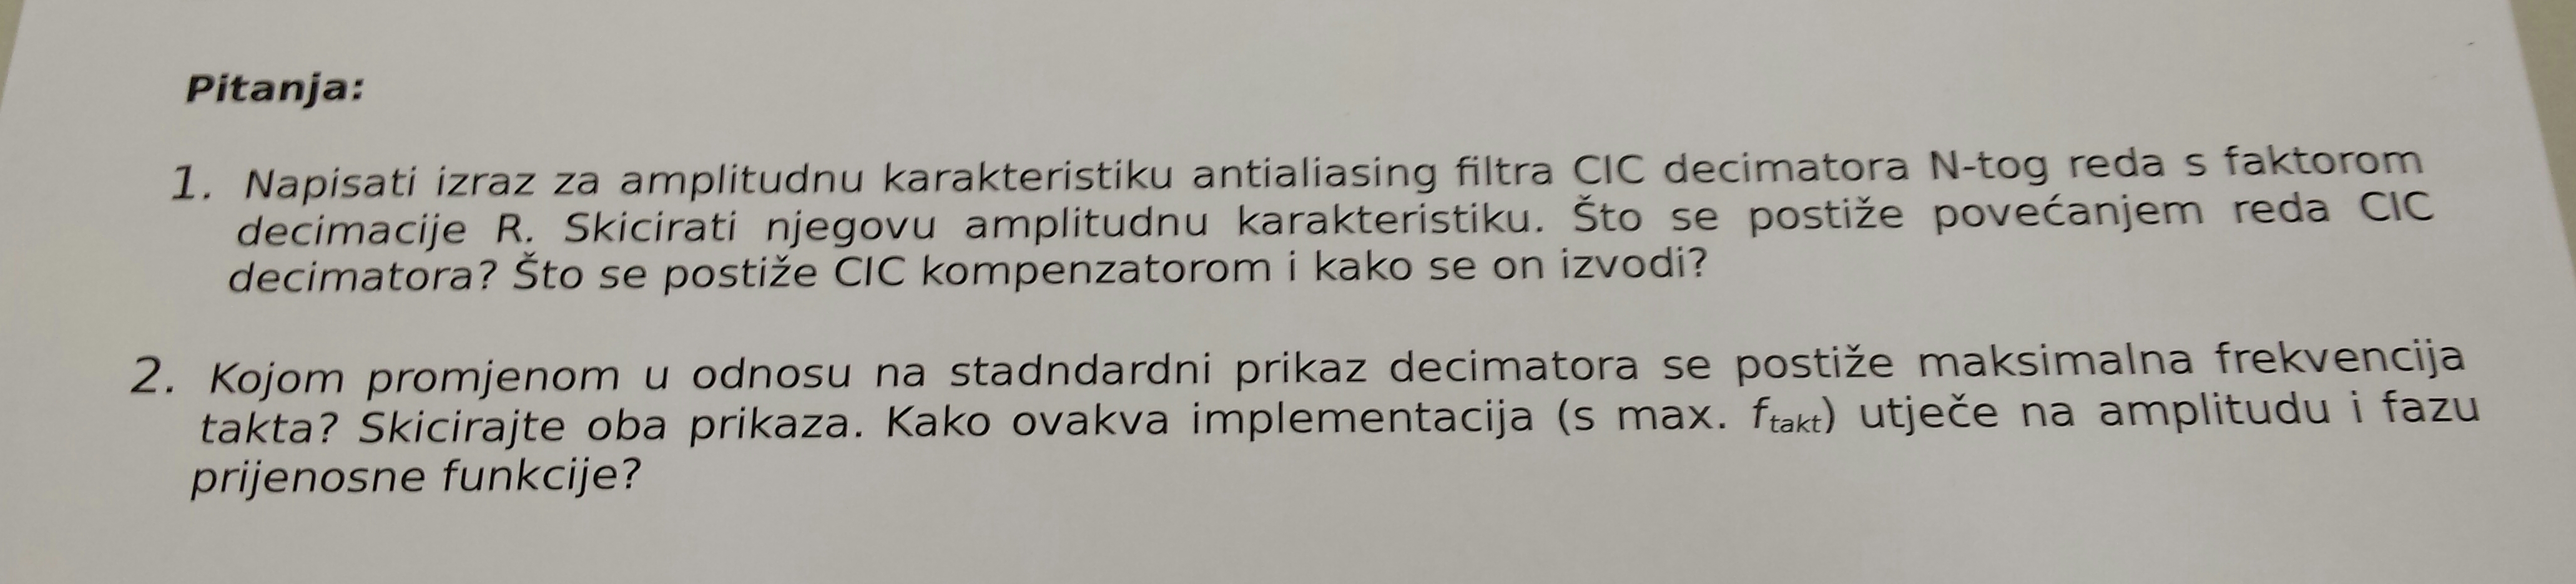 Pitanja:
1. Napisati izraz za amplitudnu karakteristiku antialiasing filtra CIC decimatora N-tog reda s faktorom
decimacije R. Skicirati njegovu amplitudnu karakteristiku. Što se postiže povećanjem reda CIC
decimatora? Što se postiže CIC kompenzatorom i kako se on izvodi?
2. Kojom promjenom u odnosu na stadndardni prikaz decimatora se postiže maksimalna frekvencija
takta? Skicirajte oba prikaza. Kako ovakva implementacija (s max. ftakt) utječe na amplitudu i fazu
prijenosne funkcije?